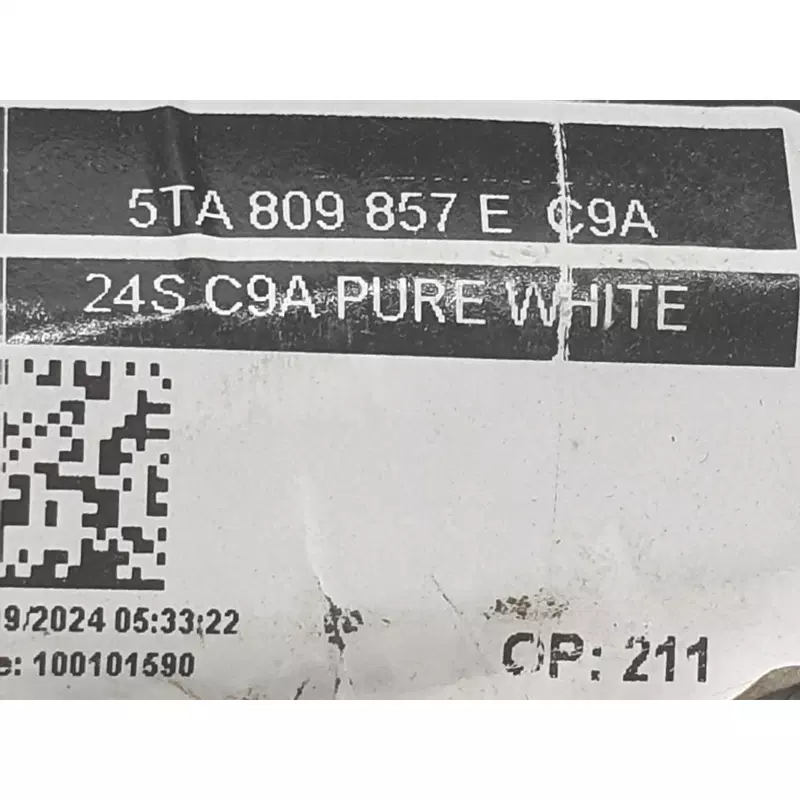 5TA 809 857 E C9A
24S C9A PURE WHITE
9/2024 05:33:22
e: 100101590
OP: 211